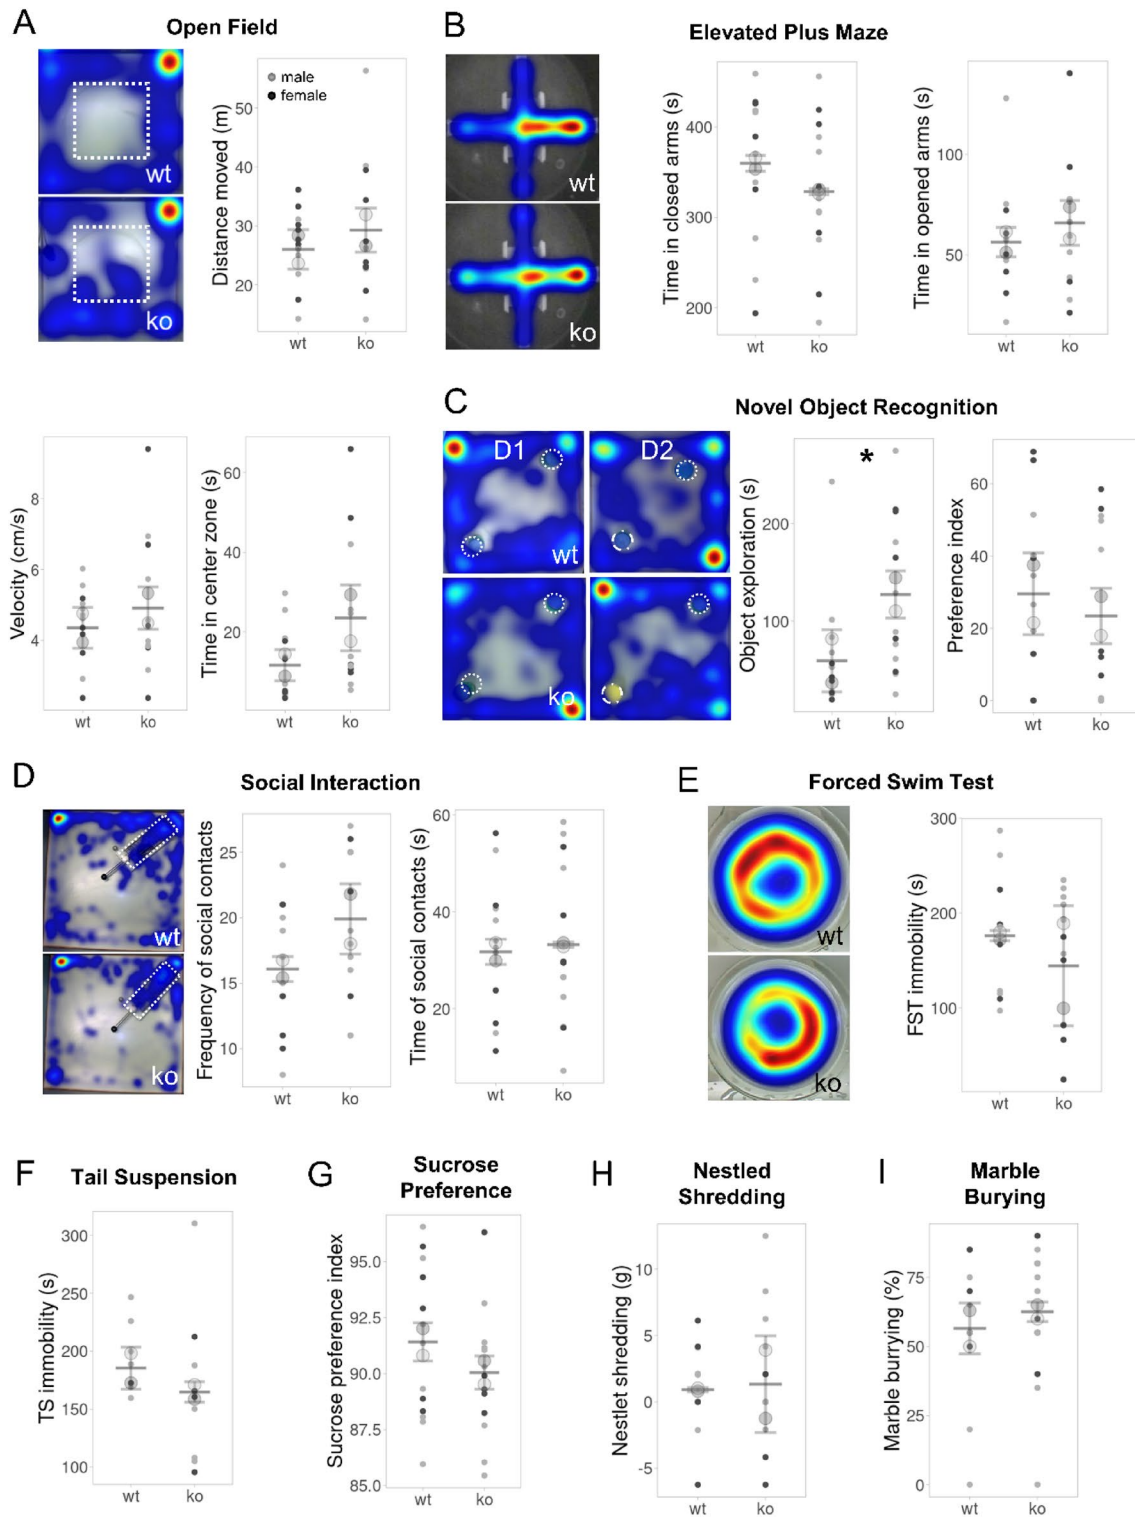 A
Open Field
wt
ko
male
female
Distance moved (m)
50
40
30
20
wt
ko
B
Elevated Plus Maze
wt
ko
Time in closed arms (s)
400
300
200
wt
ko
Time in opened arms (s)
100
50
wt
ko
Velocity (cm/s)
8
6
4
wt
ko
Time in center zone (s)
60
40
20
wt
ko
C
Novel Object Recognition
D1
D2
wt
ko
Object exploration (s)
*
200
100
wt
ko
Preference index
60
40
20
0
wt
ko
D
Social Interaction
wt
ko
Frequency of social contacts
25
20
15
10
wt
ko
Time of social contacts (s)
60
40
20
wt
ko
E
Forced Swim Test
wt
ko
FST immobility (s)
300
200
100
wt
ko
F
Tail Suspension
TS immobility (s)
300
250
200
150
100
wt
ko
G
Sucrose
Preference
Sucrose preference index
95.0
92.5
90.0
87.5
85.0
wt
ko
H
Nestled
Shredding
Nestlet shredding (g)
10
5
0
-5
wt
ko
I
Marble
Burying
Marble burrying (%)
75
50
25
0
wt
ko